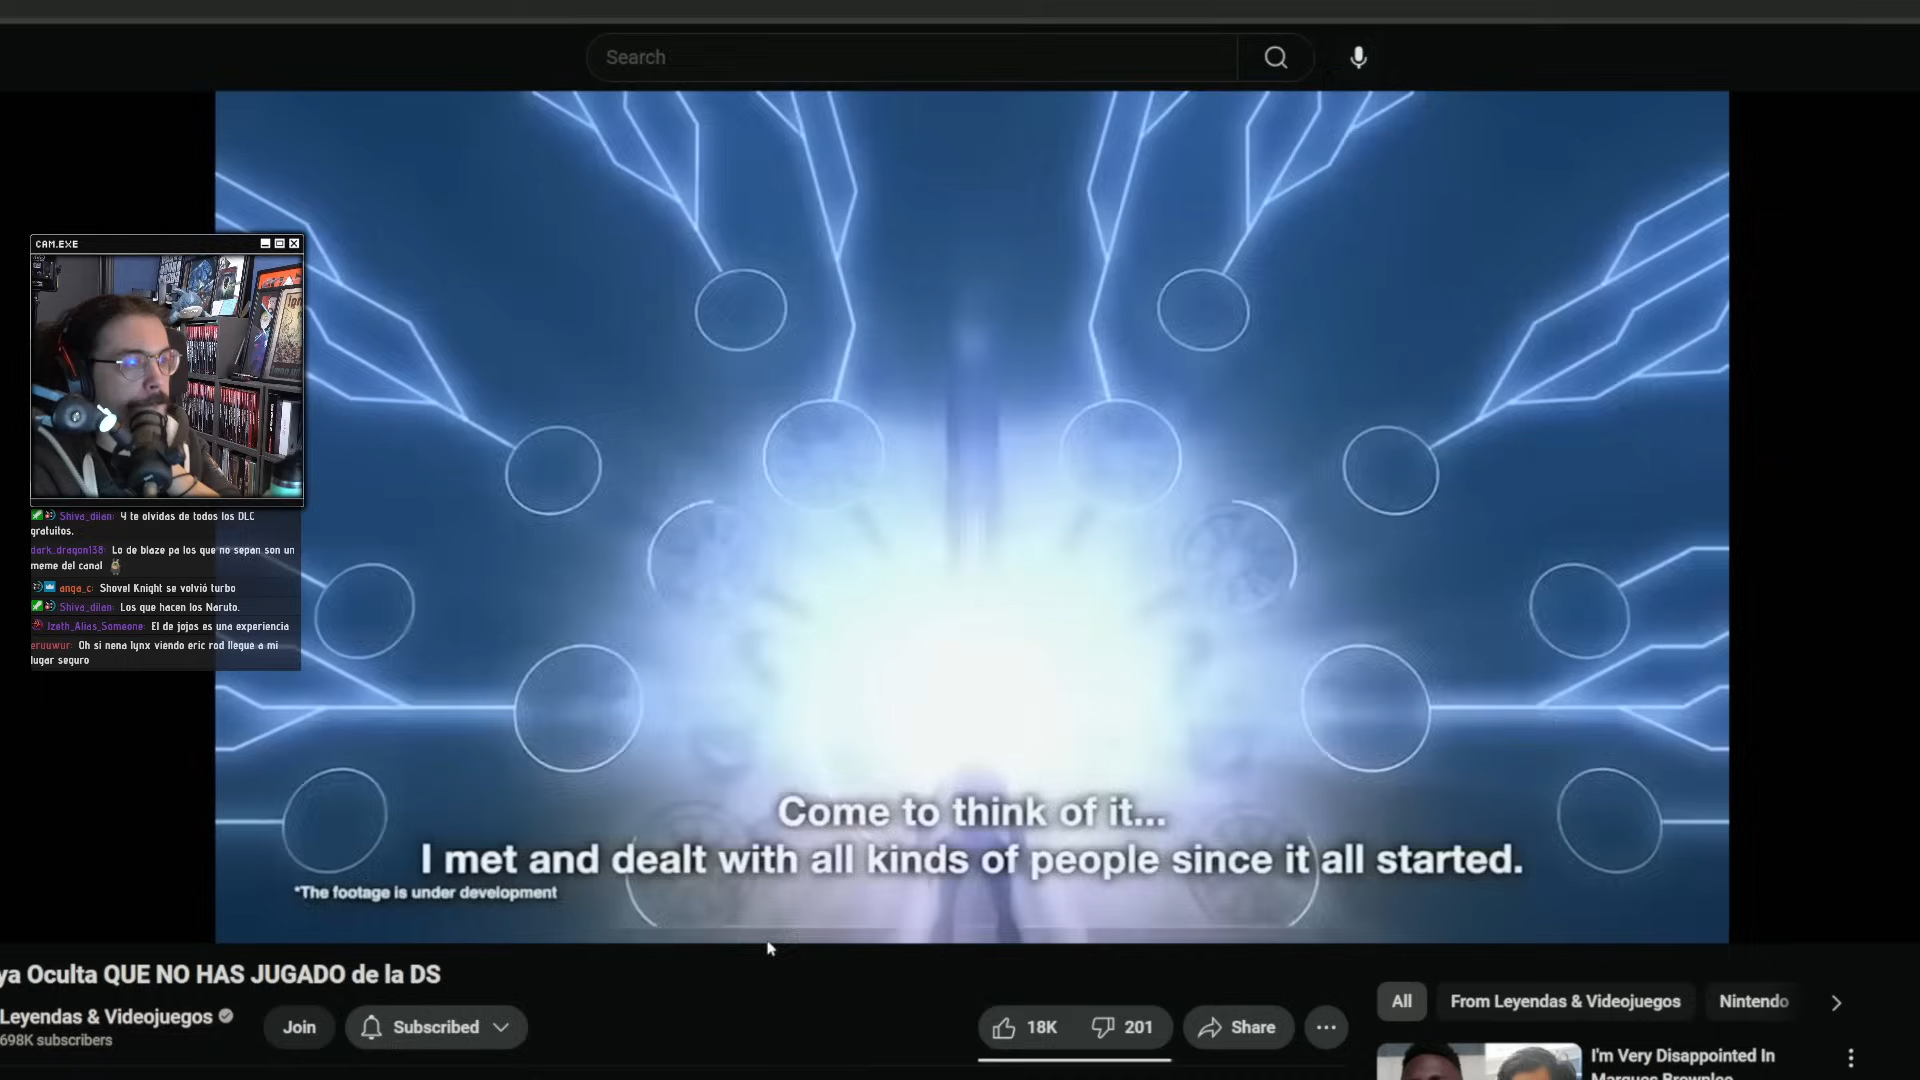 Search
CAM.EXE
Shiva_dilan: Y te olvidas de todos los DLC
gratuitos.
dark_dragon138: Lo de blaze pa los que no sepan son un
meme del canal
anga_c: Shovel Knight se volvió turbo
Shiva_dilan: Los que hacen los Naruto.
Izeth_Alias_Someone: El de jojos es una experiencia
eruuwur: Oh si nena lynx viendo eric rod llegue a mi
lugar seguro
Come to think of it...
I met and dealt with all kinds of people since it all started.
*The footage is under development
ya Oculta QUE NO HAS JUGADO de la DS
Leyendas & Videojuegos
698K subscribers
Join
Subscribed
18K
201
Share
All
From Leyendas & Videojuegos
Nintendo
I'm Very Disappointed In
Marques Brownlee